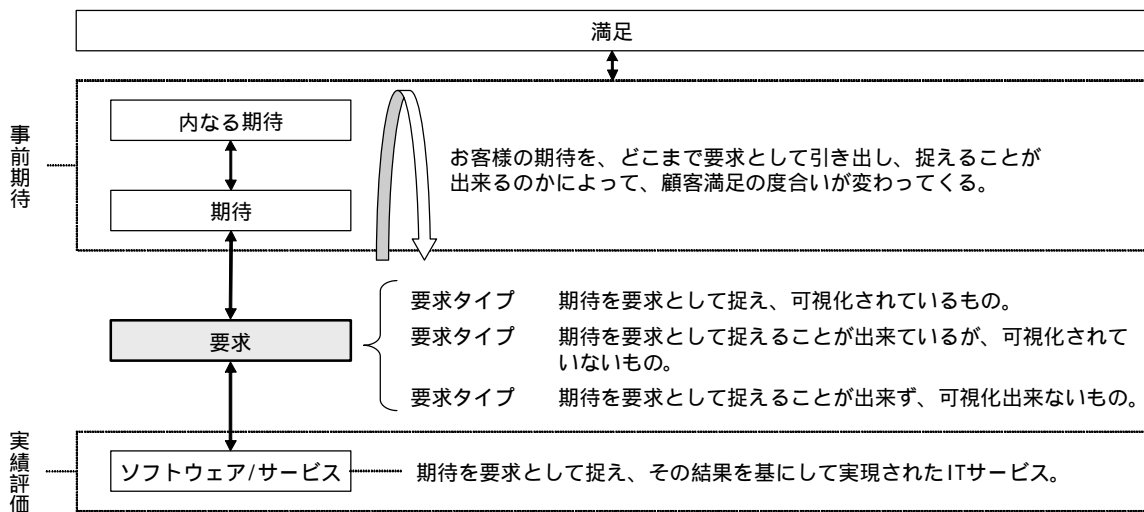 満足
事前期待
内なる期待
期待
お客様の期待を、どこまで要求として引き出し、捉えることが
出来るのかによって、顧客満足の度合いが変わってくる。
要求
要求タイプ 期待を要求として捉え、可視化されているもの。
要求タイプ 期待を要求として捉えることが出来ているが、可視化されて
いないもの。
要求タイプ 期待を要求として捉えることが出来ず、可視化出来ないもの。
実績評価
ソフトウェア/サービス
期待を要求として捉え、その結果を基にして実現されたITサービス。